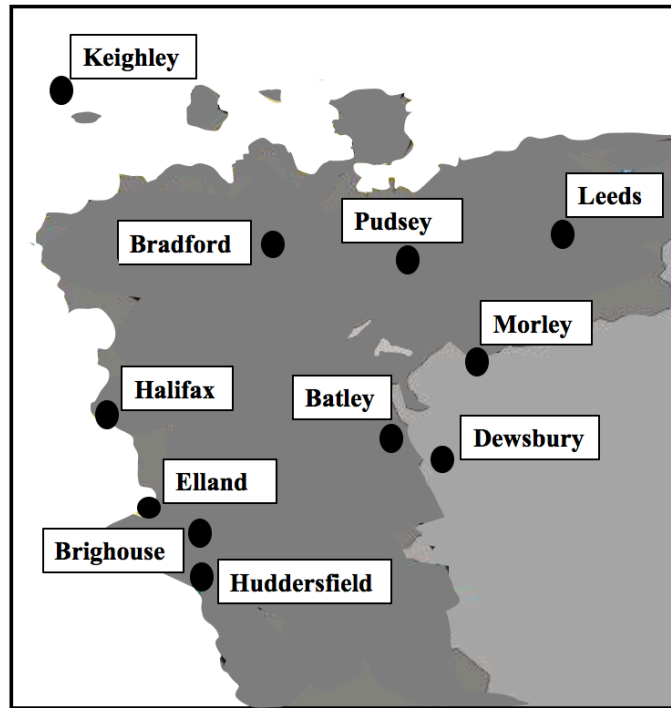 Keighley
Leeds
Pudsey
Bradford
Morley
Halifax
Batley
Dewsbury
Elland
Brighouse
Huddersfield